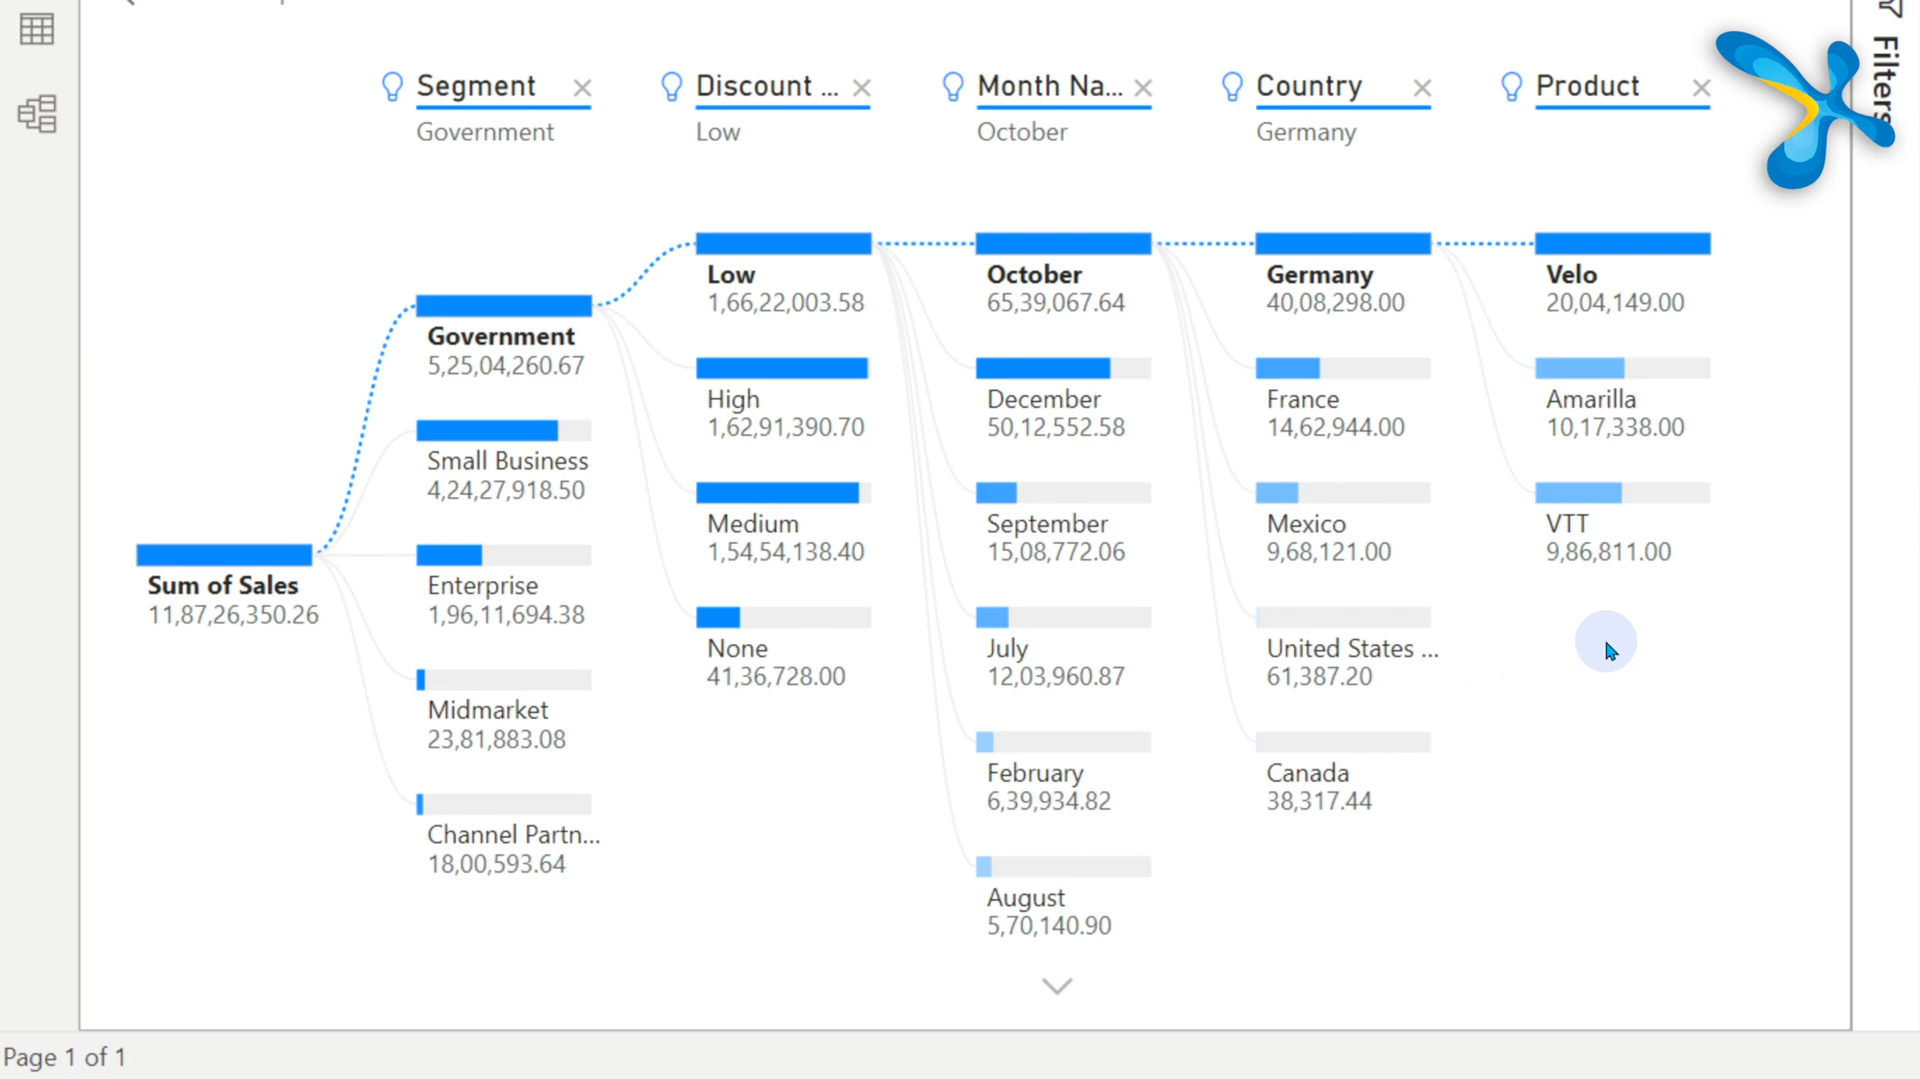 Filters
Segment
Government
Discount ...
Low
Month Na...
October
Country
Germany
Product
Sum of Sales
11,87,26,350.26
Government
5,25,04,260.67
Small Business
4,24,27,918.50
Enterprise
1,96,11,694.38
Midmarket
23,81,883.08
Channel Partn...
18,00,593.64
Low
1,66,22,003.58
High
1,62,91,390.70
Medium
1,54,54,138.40
None
41,36,728.00
October
65,39,067.64
December
50,12,552.58
September
15,08,772.06
July
12,03,960.87
February
6,39,934.82
August
5,70,140.90
Germany
40,08,298.00
France
14,62,944.00
Mexico
9,68,121.00
United States ...
61,387.20
Canada
38,317.44
Velo
20,04,149.00
Amarilla
10,17,338.00
VTT
9,86,811.00
Page 1 of 1